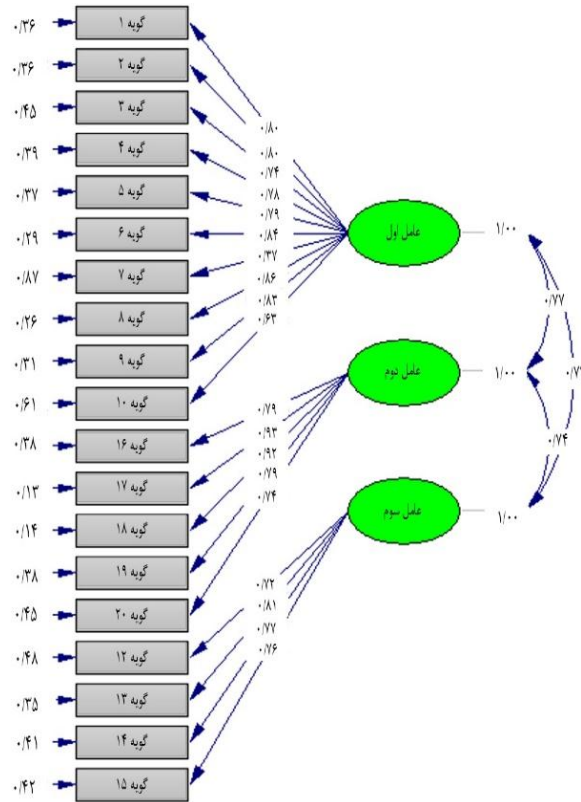 ۰/۳۶ گویه ۱
۰/۳۶ گویه ۲
۰/۴۵ گویه ۳
۰/۳۹ گویه ۴
۰/۳۷ گویه ۵
۰/۲۹ گویه ۶
۰/۸۷ گویه ۷
۰/۲۶ گویه ۸
۰/۳۱ گویه ۹
۰/۶۱ گویه ۱۰
۰/۳۸ گویه ۱۶
۰/۱۳ گویه ۱۷
۰/۱۴ گویه ۱۸
۰/۳۸ گویه ۱۹
۰/۴۵ گویه ۲۰
۰/۴۸ گویه ۱۲
۰/۳۵ گویه ۱۳
۰/۴۱ گویه ۱۴
۰/۴۲ گویه ۱۵
۰/۸۰
۰/۸۰
۰/۷۴
۰/۷۸
۰/۷۹
۰/۸۴
۰/۳۷
۰/۸۶
۰/۸۳
۰/۶۳
۰/۷۹
۰/۹۳
۰/۹۲
۰/۷۹
۰/۷۴
۰/۷۲
۰/۸۱
۰/۷۷
۰/۷۶
عامل اول
۱/۰۰
عامل دوم
۱/۰۰
عامل سوم
۱/۰۰
۰/۷۷
۰/۷۴